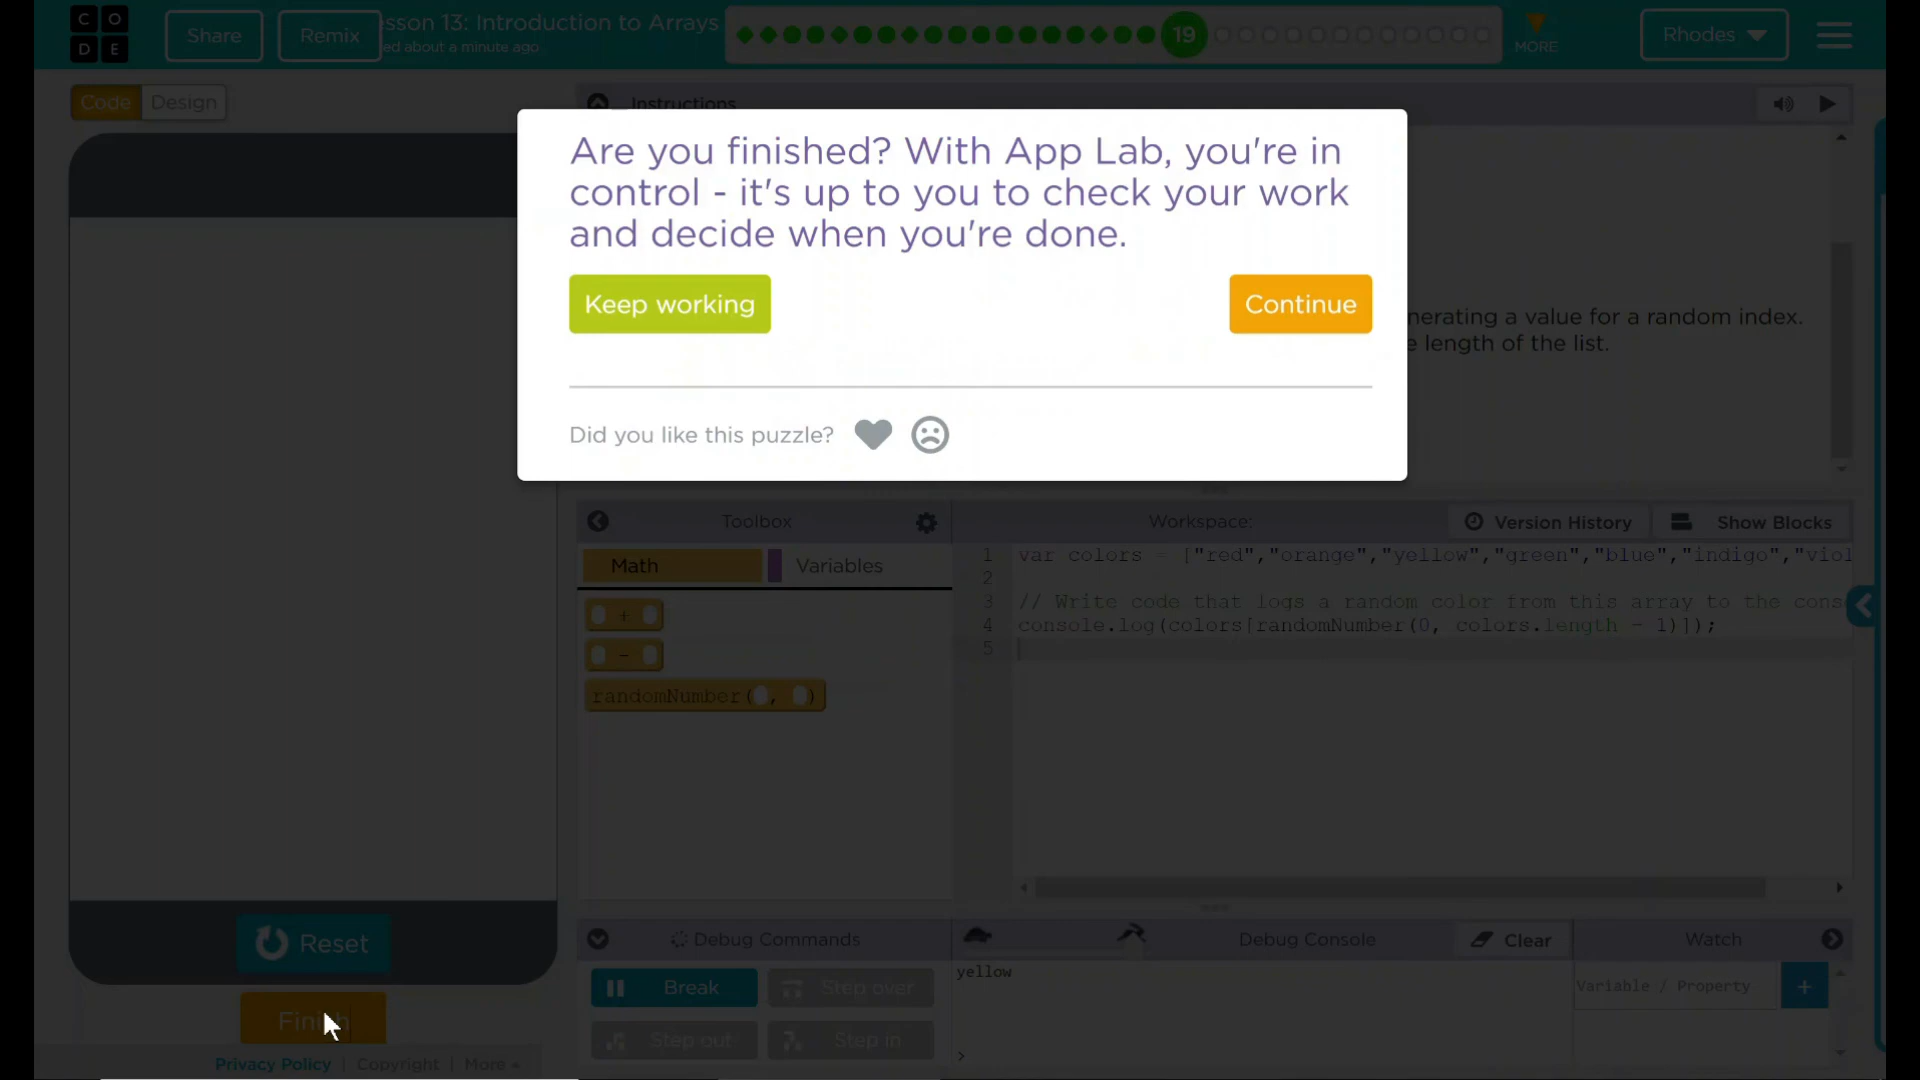 C O
D E
Share
Remix
esson 13: Introduction to Arrays
ed about a minute ago
19
MORE
Rhodes
Code
Design
Instructions
Are you finished? With App Lab, you're in
control - it's up to you to check your work
and decide when you're done.
Keep working
Continue
Did you like this puzzle?
nerating a value for a random index.
e length of the list.
Toolbox
Workspace:
Version History
Show Blocks
Math
Variables
+
-
randomNumber( , )
1 var colors = ["red","orange","yellow","green","blue","indigo","viol
2
3 // Write code that logs a random color from this array to the conso
4 console.log(colors[randomNumber(0, colors.length - 1)]);
5
Reset
Finish
Debug Commands
Debug Console
Clear
Watch
Break
Step over
Step out
Step in
yellow
>
Variable / Property
+
Privacy Policy | Copyright | More